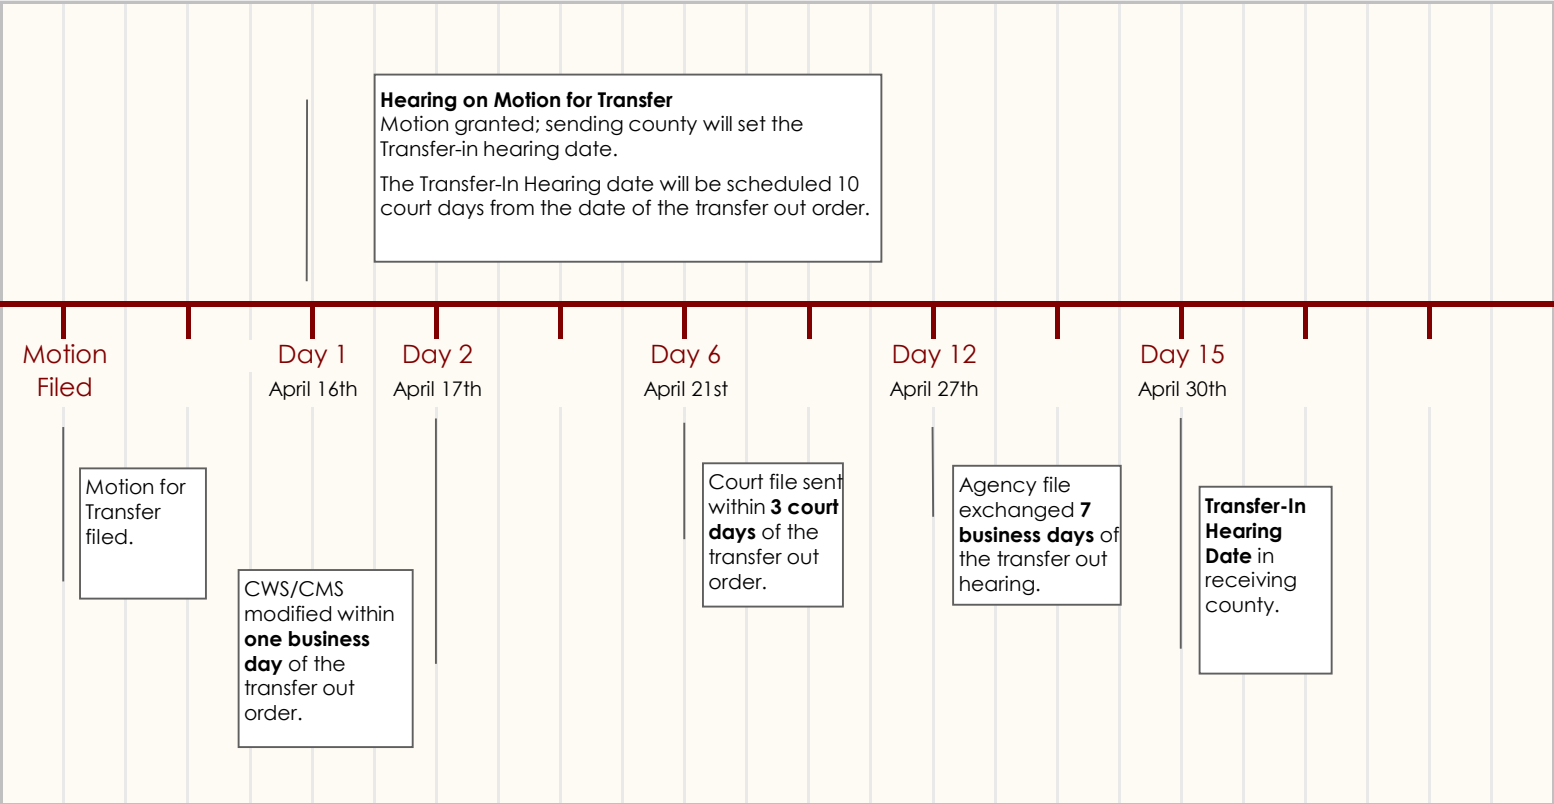 Hearing on Motion for Transfer
Motion granted; sending county will set the
Transfer-in hearing date.
The Transfer-In Hearing date will be scheduled 10
court days from the date of the transfer out order.
Motion
Filed
Day 1
April 16th
Day 2
April 17th
Day 6
April 21st
Day 12
April 27th
Day 15
April 30th
Motion for
Transfer
filed.
CWS/CMS
modified within
one business
day of the
transfer out
order.
Court file sent
within 3 court
days of the
transfer out
order.
Agency file
exchanged 7
business days of
the transfer out
hearing.
Transfer-In
Hearing
Date in
receiving
county.